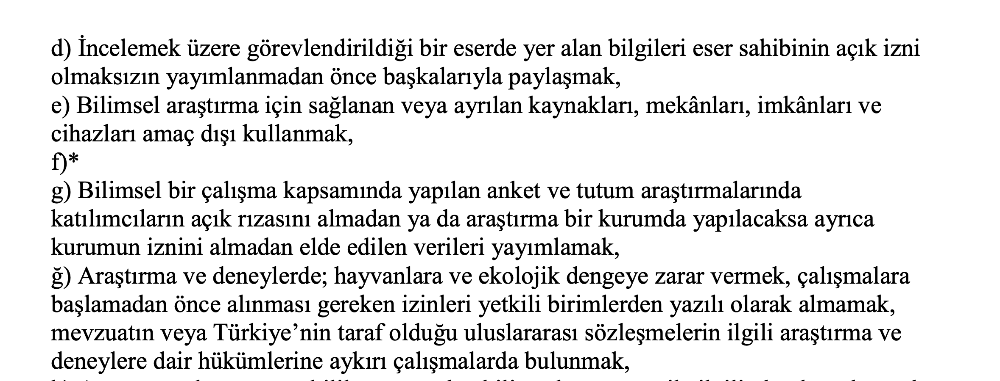 d) İncelemek üzere görevlendirildiği bir eserde yer alan bilgileri eser sahibinin açık izni
olmaksızın yayımlanmadan önce başkalarıyla paylaşmak,
e) Bilimsel araştırma için sağlanan veya ayrılan kaynakları, mekânları, imkânları ve
cihazları amaç dışı kullanmak,
f)*
g) Bilimsel bir çalışma kapsamında yapılan anket ve tutum araştırmalarında
katılımcıların açık rızasını almadan ya da araştırma bir kurumda yapılacaksa ayrıca
kurumun iznini almadan elde edilen verileri yayımlamak,
ğ) Araştırma ve deneylerde; hayvanlara ve ekolojik dengeye zarar vermek, çalışmalara
başlamadan önce alınması gereken izinleri yetkili birimlerden yazılı olarak almamak,
mevzuatın veya Türkiye’nin taraf olduğu uluslararası sözleşmelerin ilgili araştırma ve
deneylere dair hükümlerine aykırı çalışmalarda bulunmak,